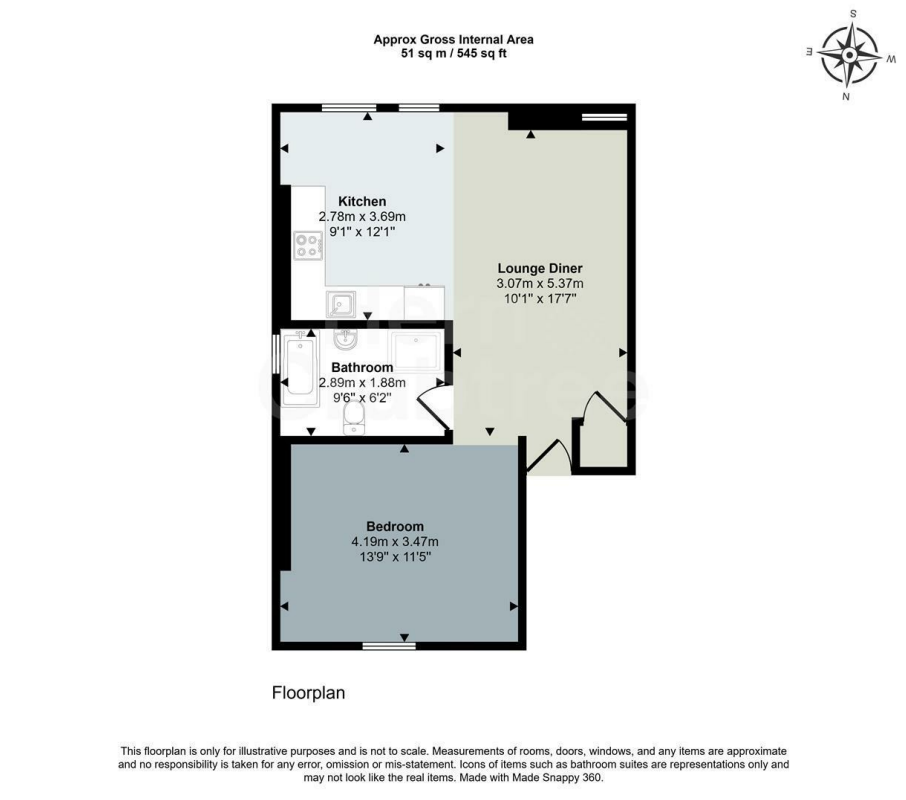 Approx Gross Internal Area
51 sq m / 545 sq ft
S
E
W
N
Kitchen
2.78m x 3.69m
9'1" x 12'1"
Lounge Diner
3.07m x 5.37m
10'1" x 17'7"
Bathroom
2.89m x 1.88m
9'6" x 6'2"
Bedroom
4.19m x 3.47m
13'9" x 11'5"
Floorplan
This floorplan is only for illustrative purposes and is not to scale. Measurements of rooms, doors, windows, and any items are approximate
and no responsibility is taken for any error, omission or mis-statement. Icons of items such as bathroom suites are representations only and
may not look like the real items. Made with Made Snappy 360.